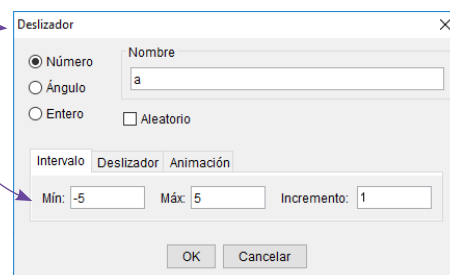 Deslizador
Número
Ángulo
Entero
Nombre
a
Aleatorio
Intervalo Deslizador Animación
Mín: -5 Máx: 5 Incremento: 1
OK Cancelar